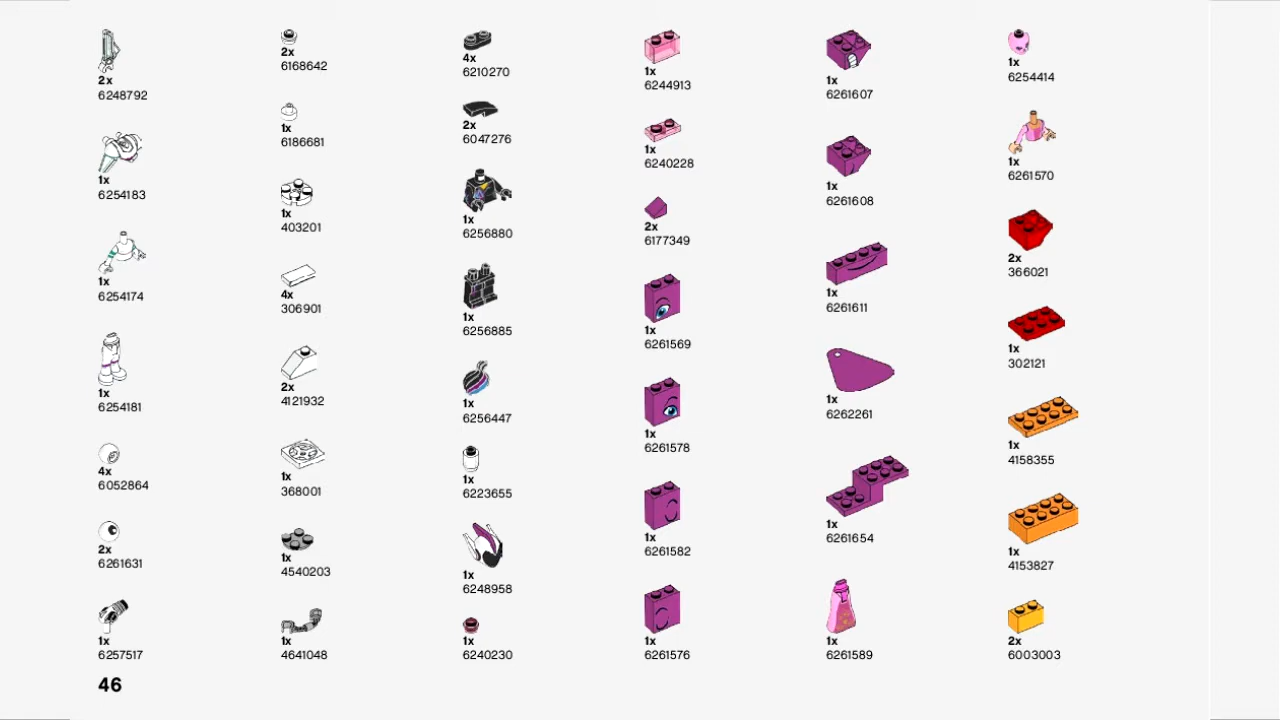 2x
6248792
1x
6254183
1x
6254174
1x
6254181
4x
6052864
2x
6261631
1x
6257517
2x
6168642
1x
6186681
1x
403201
4x
306901
2x
4121932
1x
368001
1x
4540203
1x
4641048
4x
6210270
2x
6047276
1x
6256880
1x
6256885
1x
6256447
1x
6223655
1x
6248958
1x
6240230
1x
6244913
1x
6240228
2x
6177349
1x
6261569
1x
6261578
1x
6261582
1x
6261576
1x
6261607
1x
6261608
1x
6261611
1x
6262261
1x
6261654
1x
6261589
1x
6254414
1x
6261570
2x
366021
1x
302121
1x
4158355
1x
4153827
2x
6003003
46